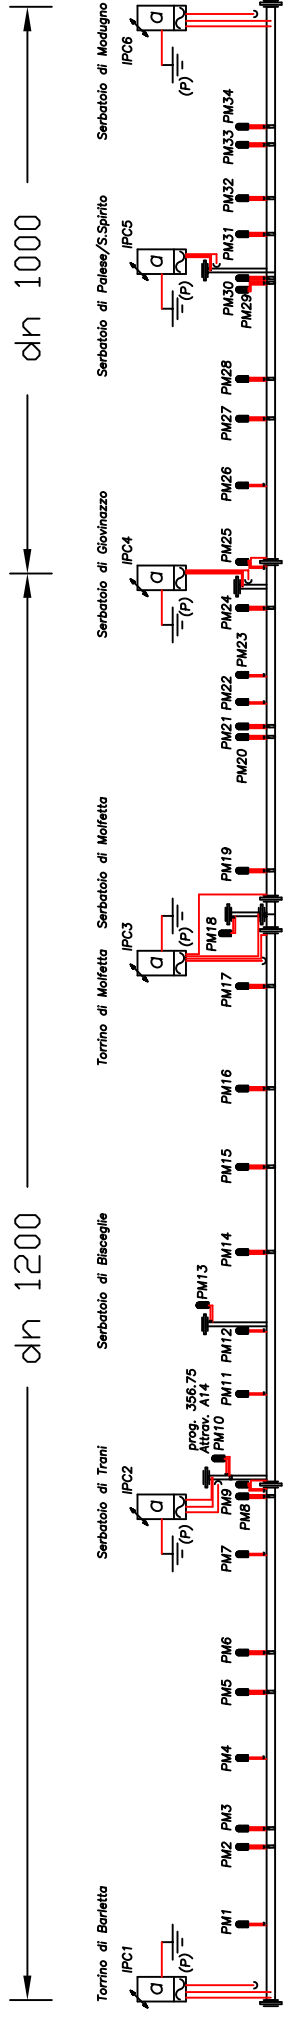 dn 1200
dn 1000
Torrino di Barletta
Serbatoio di Trani
Serbatoio di Bisceglie
Torrino di Molfetta
Serbatoio di Molfetta
Serbatoio di Giovinazzo
Serbatoio di Palese/S.Spirito
Serbatoio di Modugno
IPC1
IPC2
IPC3
IPC4
IPC5
IPC6
a
a
a
a
a
a
(P)
(P)
(P)
(P)
(P)
(P)
prog. 356.75
Attrav. A14
PM1
PM2
PM3
PM4
PM5
PM6
PM7
PM8
PM9
PM10
PM11
PM12
PM13
PM14
PM15
PM16
PM17
PM18
PM19
PM20
PM21
PM22
PM23
PM24
PM25
PM26
PM27
PM28
PM29
PM30
PM31
PM32
PM33
PM34